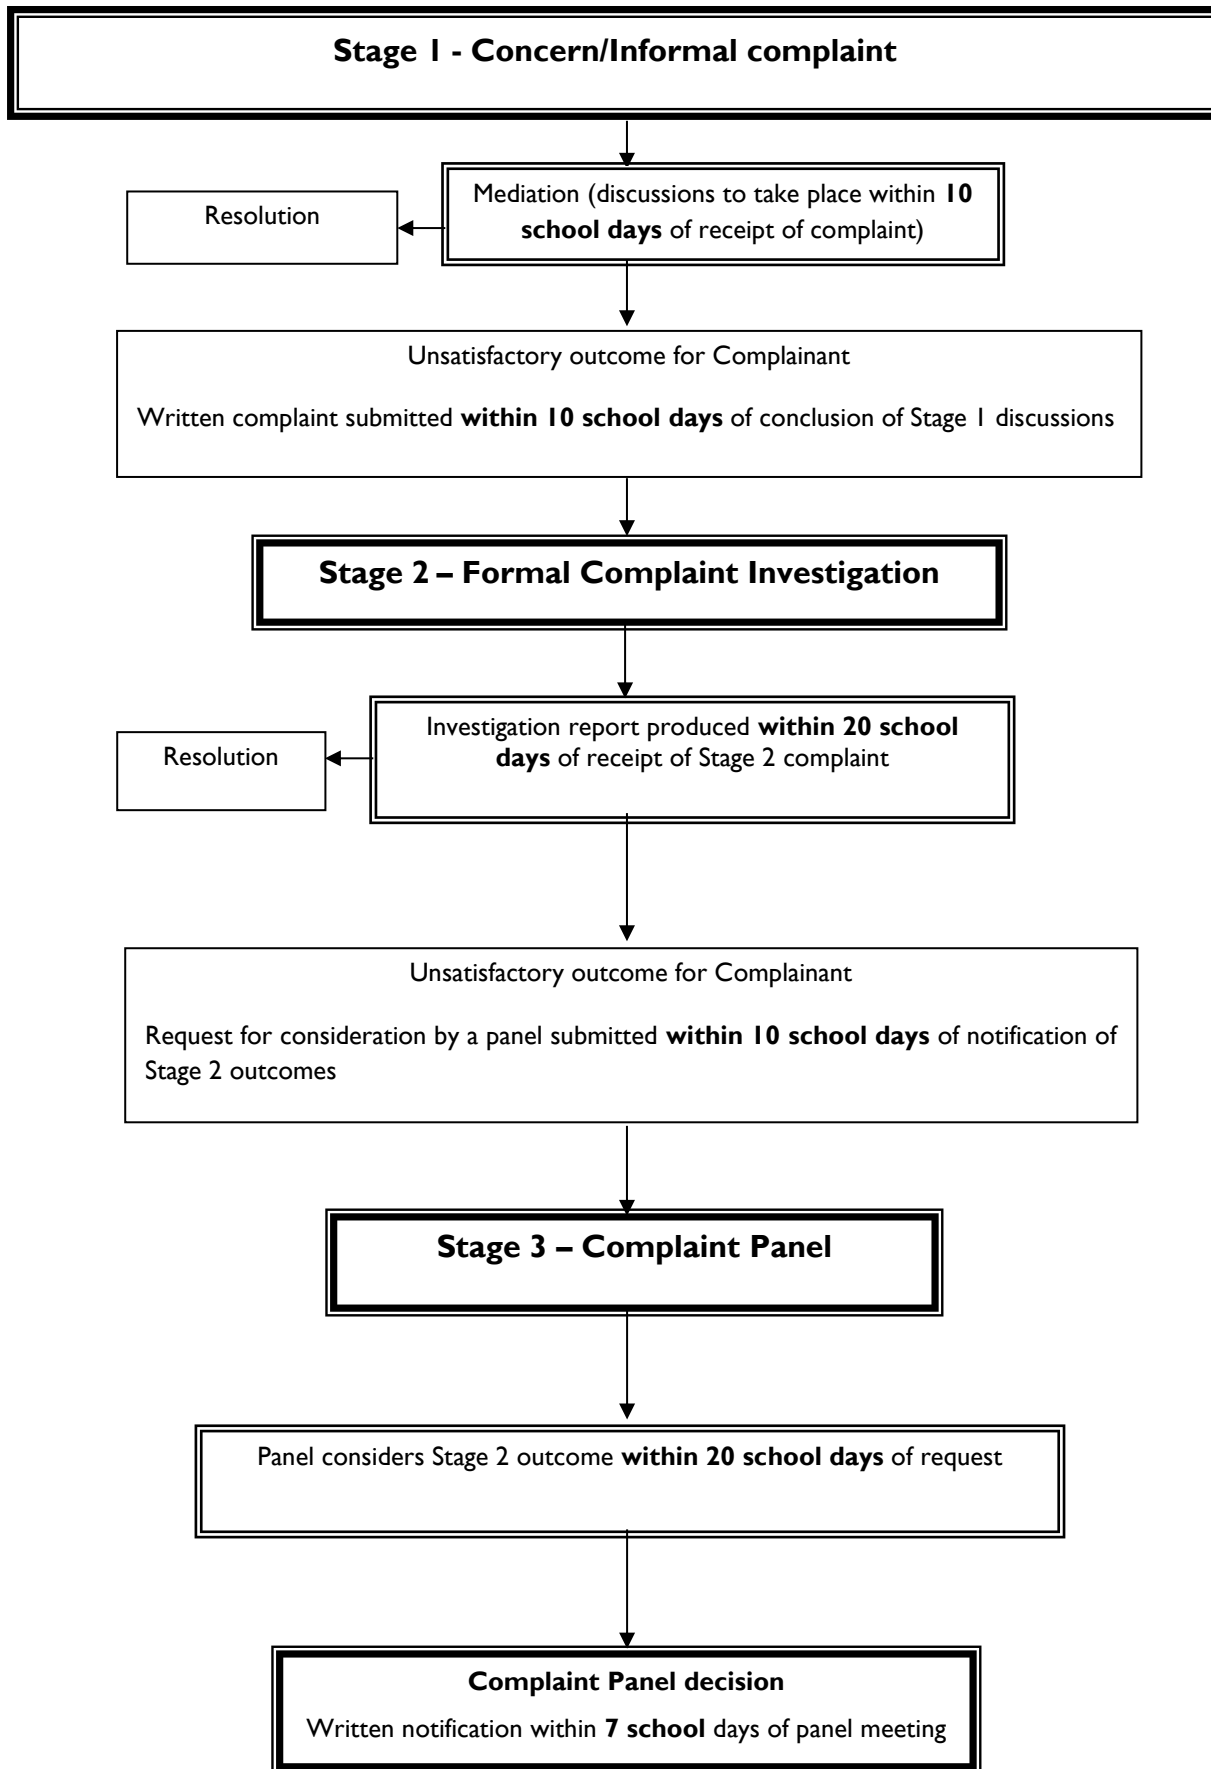 Stage 1 - Concern/Informal complaint
Mediation (discussions to take place within 10
school days of receipt of complaint)
Resolution
Unsatisfactory outcome for Complainant
Written complaint submitted within 10 school days of conclusion of Stage 1 discussions
Stage 2 – Formal Complaint Investigation
Investigation report produced within 20 school
days of receipt of Stage 2 complaint
Resolution
Unsatisfactory outcome for Complainant
Request for consideration by a panel submitted within 10 school days of notification of
Stage 2 outcomes
Stage 3 – Complaint Panel
Panel considers Stage 2 outcome within 20 school days of request
Complaint Panel decision
Written notification within 7 school days of panel meeting